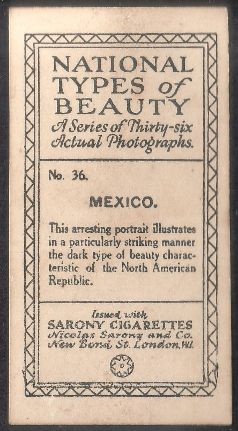 NATIONAL
TYPES of
BEAUTY
A Series of Thirty-six
Actual Photographs.
No. 36.
MEXICO.
This arresting portrait illustrates
in a particularly striking manner
the dark type of beauty charac-
teristic of the North American
Republic.
Issued with
SARONY CIGARETTES
Nicolas Sarony and Co.
New Bond St. London, W.1.